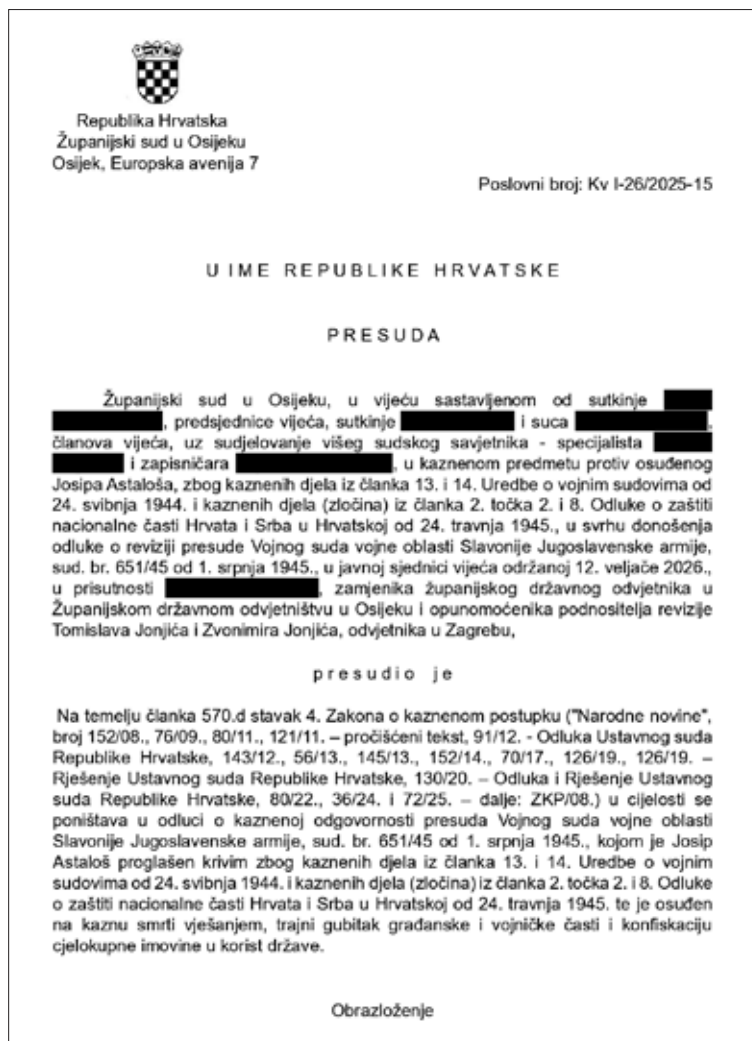 Republika Hrvatska
Županijski sud u Osijeku
Osijek, Europska avenija 7
Poslovni broj: Kv I-26/2025-15
U IME REPUBLIKE HRVATSKE
PRESUDA
Županijski sud u Osijeku, u vijeću sastavljenom od sutkinje
, predsjednice vijeća, sutkinje i suca ,
članova vijeća, uz sudjelovanje višeg sudskog savjetnika - specijalista
i zapisničara , u kaznenom predmetu protiv osuđenog
Josipa Astaloša, zbog kaznenih djela iz članka 13. i 14. Uredbe o vojnim sudovima od
24. svibnja 1944. i kaznenih djela (zločina) iz članka 2. točka 2. i 8. Odluke o zaštiti
nacionalne časti Hrvata i Srba u Hrvatskoj od 24. travnja 1945., u svrhu donošenja
odluke o reviziji presude Vojnog suda vojne oblasti Slavonije Jugoslavenske armije,
sud. br. 651/45 od 1. srpnja 1945., u javnoj sjednici vijeća održanoj 12. veljače 2026.,
u prisutnosti , zamjenika županijskog državnog odvjetnika u
Županijskom državnom odvjetništvu u Osijeku i opunomoćenika podnositelja revizije
Tomislava Jonjića i Zvonimira Jonjića, odvjetnika u Zagrebu,
presudio je
Na temelju članka 570.d stavak 4. Zakona o kaznenom postupku ("Narodne novine",
broj 152/08., 76/09., 80/11., 121/11. – pročišćeni tekst, 91/12. - Odluka Ustavnog suda
Republike Hrvatske, 143/12., 56/13., 145/13., 152/14., 70/17., 126/19., 126/19. –
Rješenje Ustavnog suda Republike Hrvatske, 130/20. – Odluka i Rješenje Ustavnog
suda Republike Hrvatske, 80/22., 36/24. i 72/25. – dalje: ZKP/08.) u cijelosti se
poništava u odluci o kaznenoj odgovornosti presuda Vojnog suda vojne oblasti
Slavonije Jugoslavenske armije, sud. br. 651/45 od 1. srpnja 1945., kojom je Josip
Astaloš proglašen krivim zbog kaznenih djela iz članka 13. i 14. Uredbe o vojnim
sudovima od 24. svibnja 1944. i kaznenih djela (zločina) iz članka 2. točka 2. i 8. Odluke
o zaštiti nacionalne časti Hrvata i Srba u Hrvatskoj od 24. travnja 1945. te je osuđen
na kaznu smrti vješanjem, trajni gubitak građanske i vojničke časti i konfiskaciju
cjelokupne imovine u korist države.
Obrazloženje